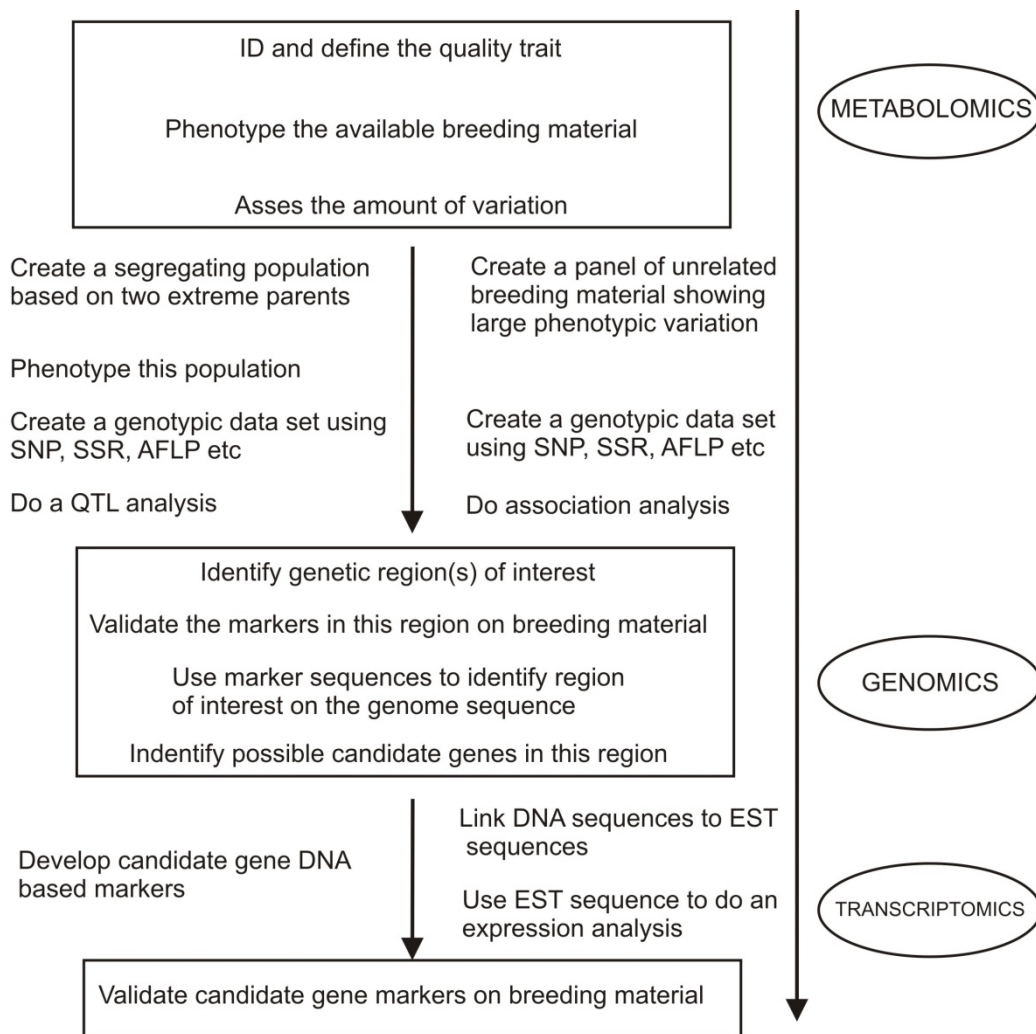 ID and define the quality trait
Phenotype the available breeding material
Asses the amount of variation
METABOLOMICS
Create a segregating population
based on two extreme parents
Phenotype this population
Create a genotypic data set using
SNP, SSR, AFLP etc
Do a QTL analysis
Create a panel of unrelated
breeding material showing
large phenotypic variation
Create a genotypic data set
using SNP, SSR, AFLP etc
Do association analysis
Identify genetic region(s) of interest
Validate the markers in this region on breeding material
Use marker sequences to identify region
of interest on the genome sequence
Indentify possible candidate genes in this region
GENOMICS
Develop candidate gene DNA
based markers
Link DNA sequences to EST
sequences
Use EST sequence to do an
expression analysis
TRANSCRIPTOMICS
Validate candidate gene markers on breeding material